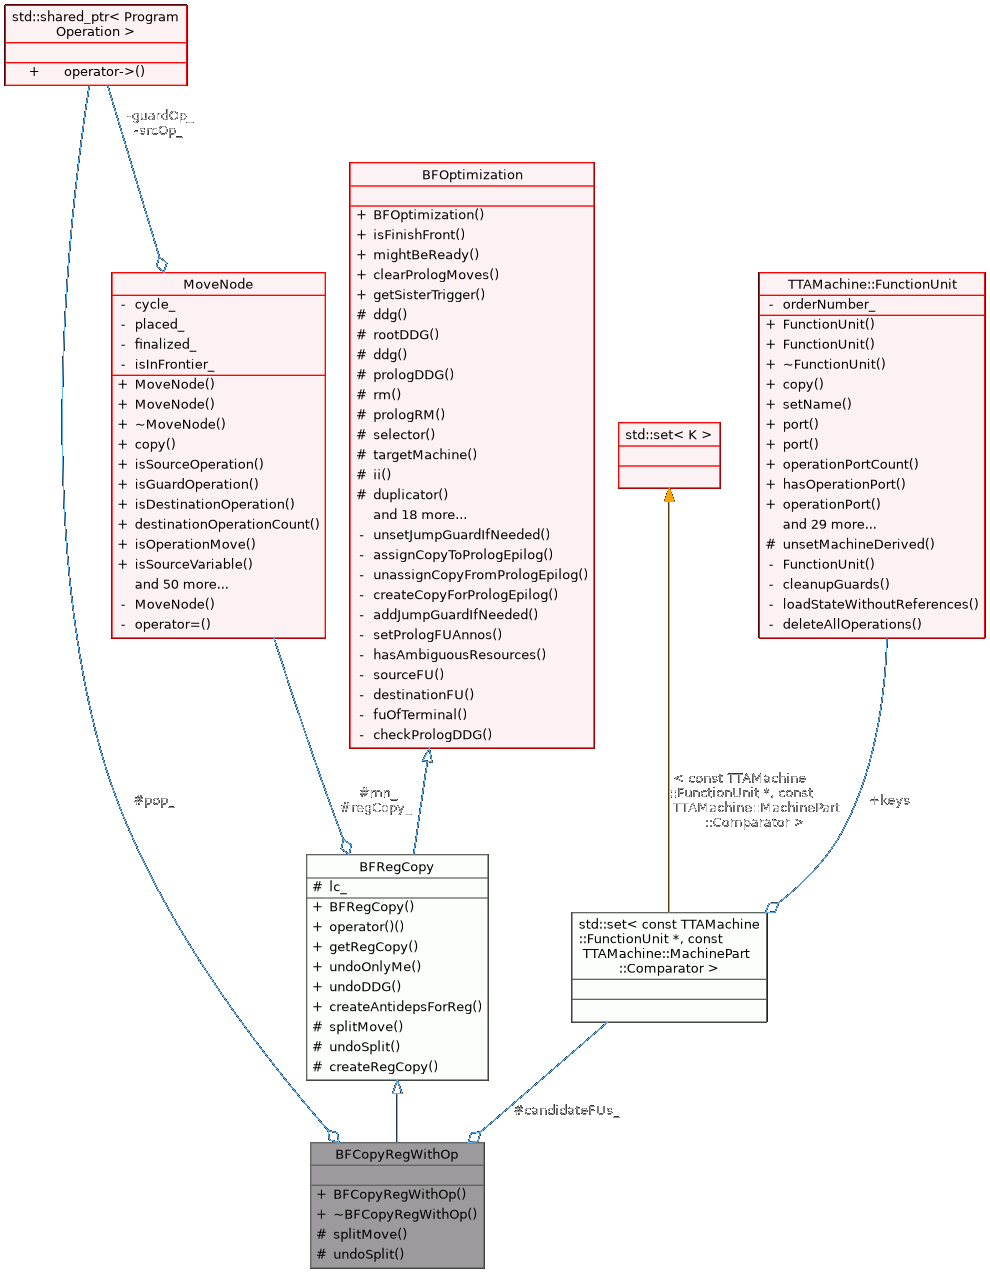 std::shared_ptr< Program
Operation >
+ operator->()
-guardOp_
-srcOp_
BFOptimization
+ BFOptimization()
+ isFinishFront()
+ mightBeReady()
+ clearPrologMoves()
+ getSisterTrigger()
# ddg()
# rootDDG()
# ddg()
# prologDDG()
# rm()
# prologRM()
# selector()
# targetMachine()
# ii()
# duplicator()
and 18 more...
- unsetJumpGuardIfNeeded()
- assignCopyToPrologEpilog()
- unassignCopyFromPrologEpilog()
- createCopyForPrologEpilog()
- addJumpGuardIfNeeded()
- setPrologFUAnnos()
- hasAmbiguousResources()
- sourceFU()
- destinationFU()
- fuOfTerminal()
- checkPrologDDG()
MoveNode
- cycle_
- placed_
- finalized_
- isInFrontier_
+ MoveNode()
+ MoveNode()
+ ~MoveNode()
+ copy()
+ isSourceOperation()
+ isGuardOperation()
+ isDestinationOperation()
+ destinationOperationCount()
+ isOperationMove()
+ isSourceVariable()
and 50 more...
- MoveNode()
- operator=()
TTAMachine::FunctionUnit
- orderNumber_
+ FunctionUnit()
+ FunctionUnit()
+ ~FunctionUnit()
+ copy()
+ setName()
+ port()
+ port()
+ operationPortCount()
+ hasOperationPort()
+ operationPort()
and 29 more...
# unsetMachineDerived()
- FunctionUnit()
- cleanupGuards()
- loadStateWithoutReferences()
- deleteAllOperations()
std::set< K >
#pop_
#mn_
#regCopy_
< const TTAMachine
::FunctionUnit *, const
TTAMachine::MachinePart
::Comparator >
+keys
BFRegCopy
# lc_
+ BFRegCopy()
+ operator()()
+ getRegCopy()
+ undoOnlyMe()
+ undoDDG()
+ createAntidepsForReg()
# splitMove()
# undoSplit()
# createRegCopy()
std::set< const TTAMachine
::FunctionUnit *, const
TTAMachine::MachinePart
::Comparator >
#candidateFUs_
BFCopyRegWithOp
+ BFCopyRegWithOp()
+ ~BFCopyRegWithOp()
# splitMove()
# undoSplit()